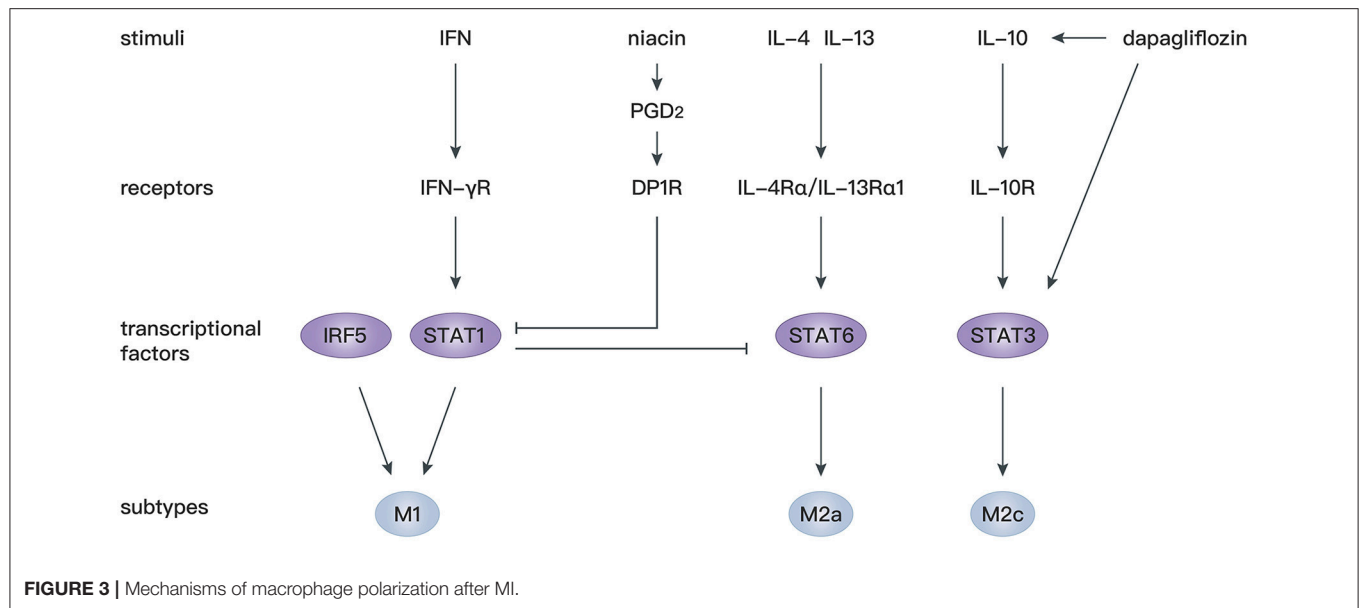 stimuli IFN niacin IL–4 IL–13 IL–10 dapagliflozin
PGD2
receptors IFN–γR DP1R IL–4Rα/IL–13Rα1 IL–10R
transcriptional
factors
IRF5 STAT1 STAT6 STAT3
subtypes M1 M2a M2c
FIGURE 3 | Mechanisms of macrophage polarization after MI.